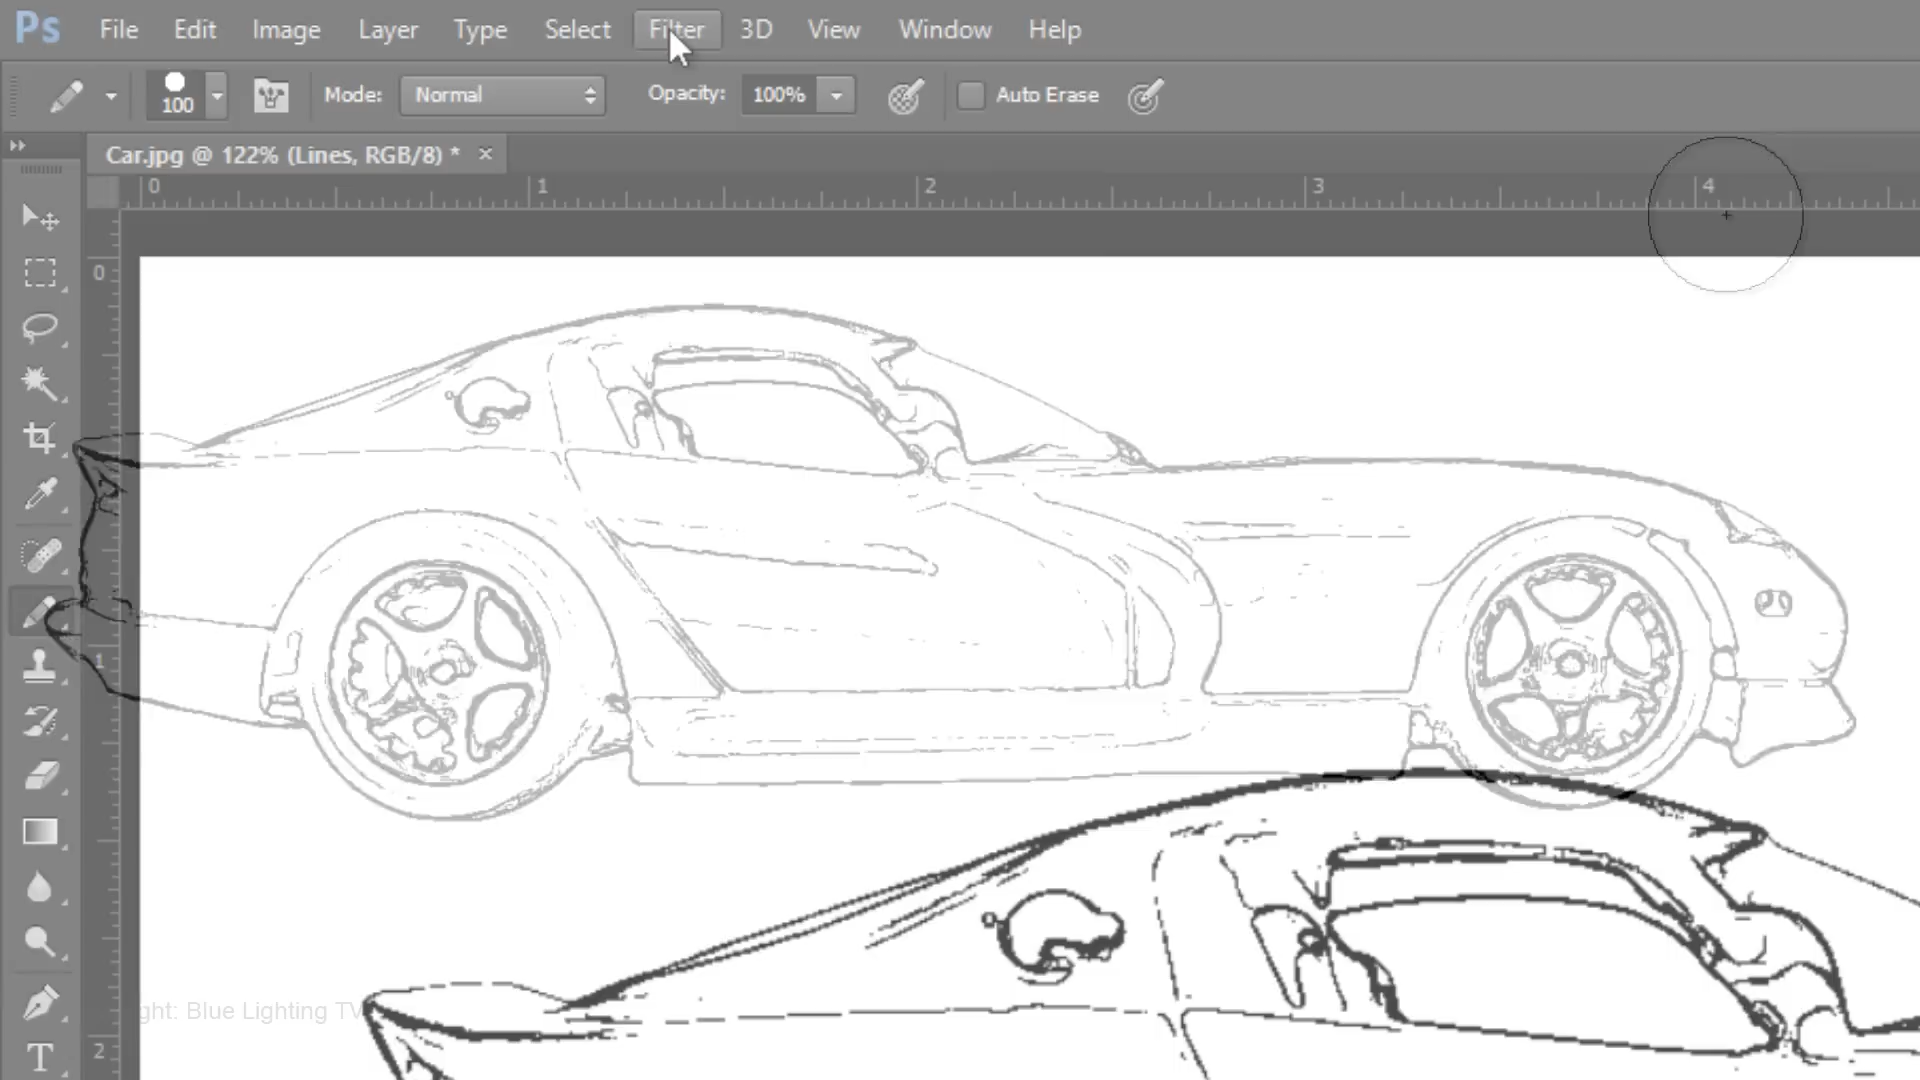 Ps File Edit Image Layer Type Select Filter 3D View Window Help
100 Mode: Normal Opacity: 100% Auto Erase
Car.jpg @ 122% (Lines, RGB/8) * ×
0 1 2 3 4
0
1
ght: Blue Lighting TV
2
T